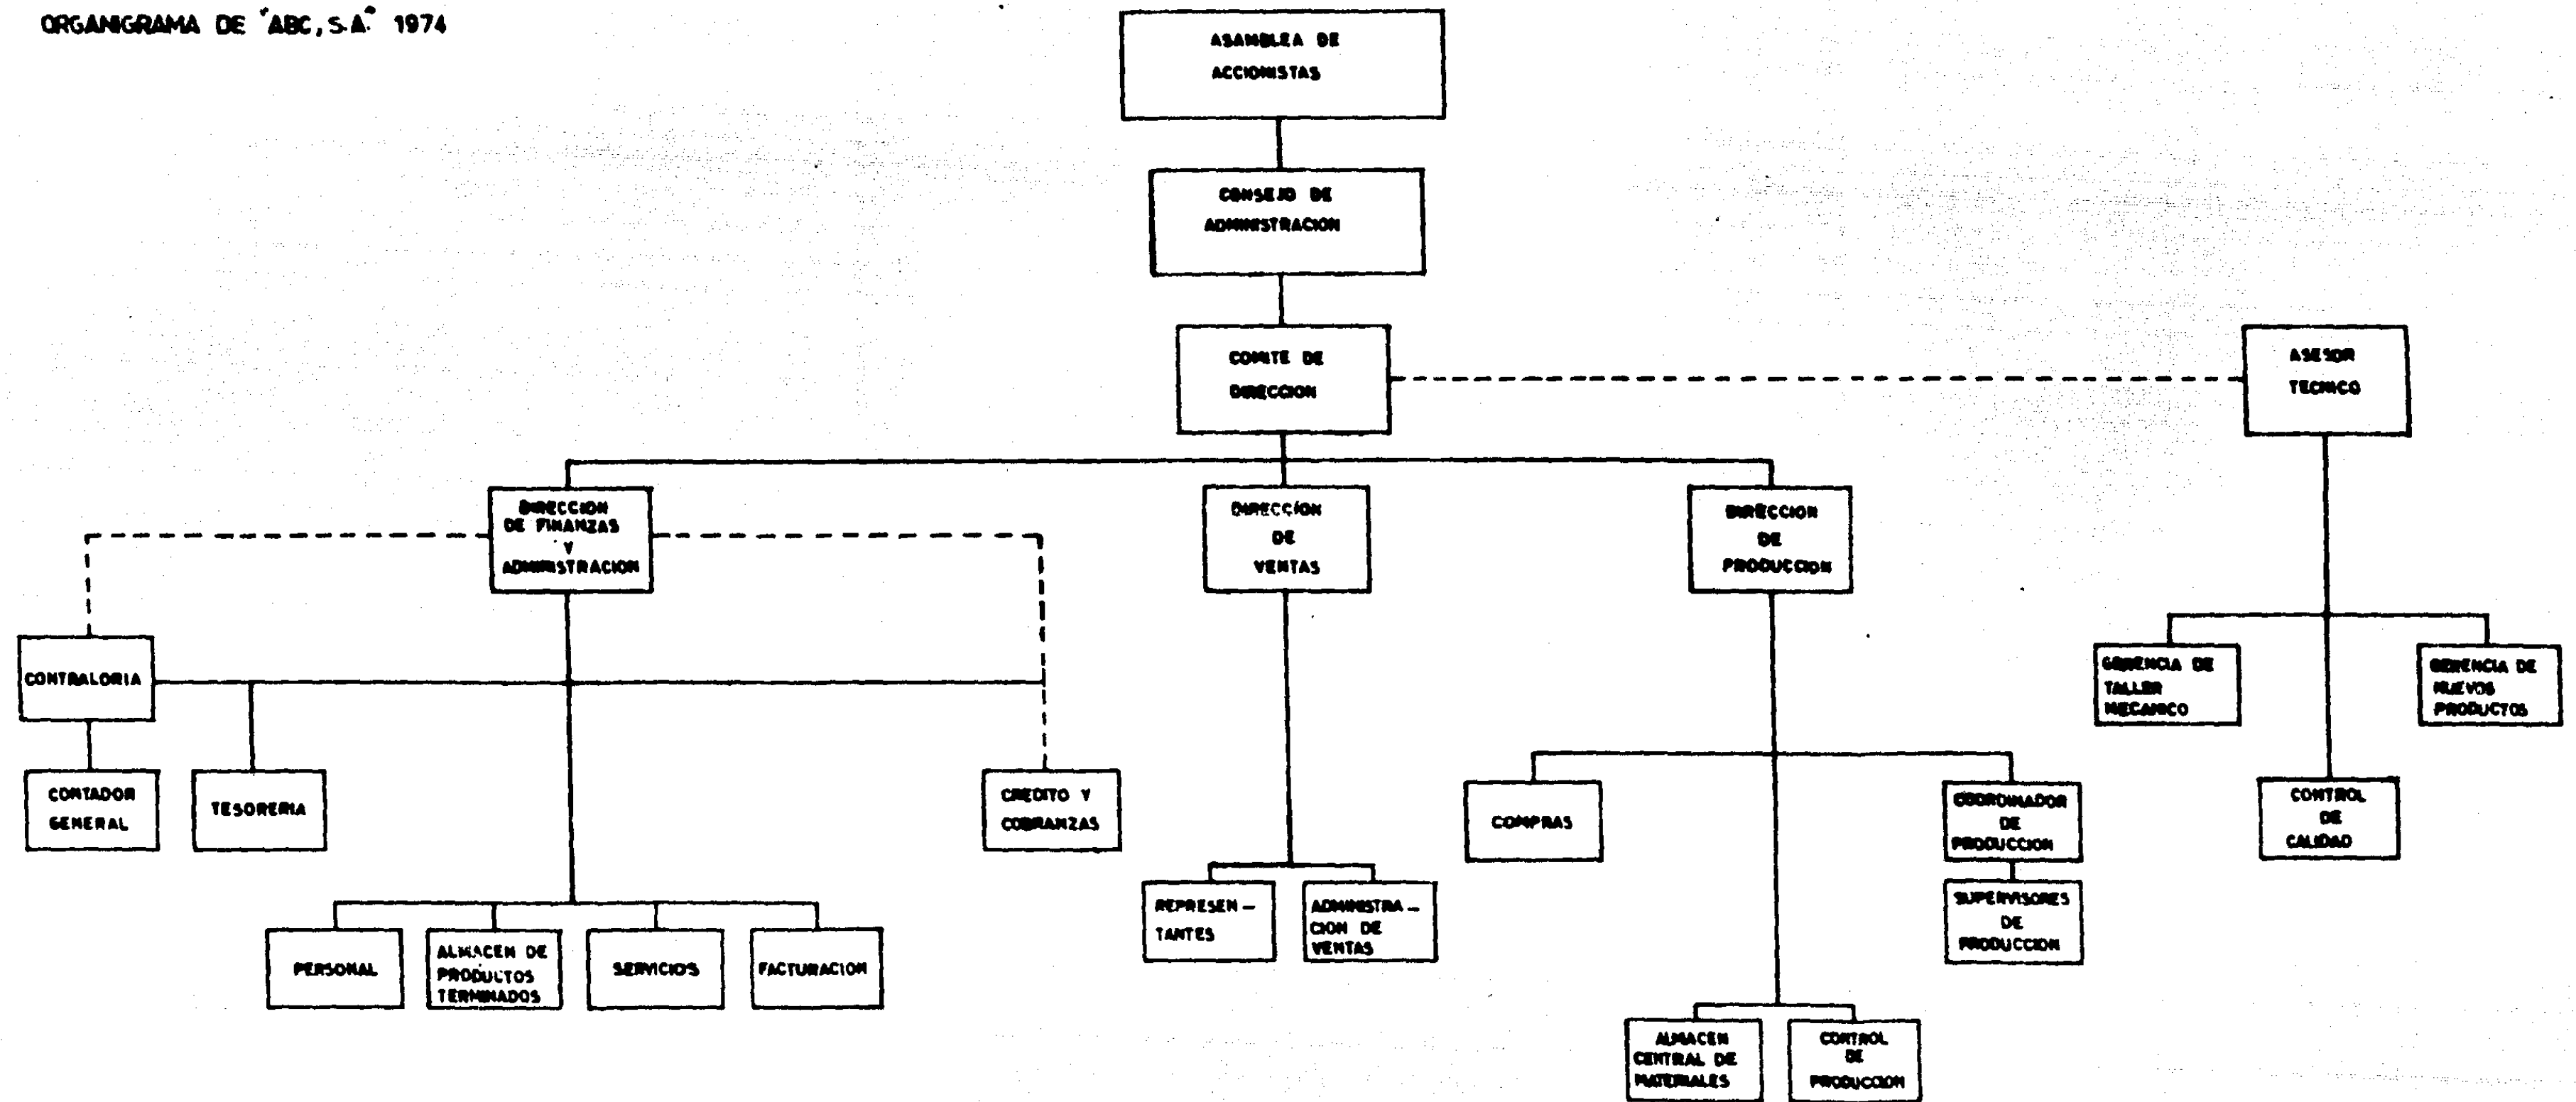 ORGANIGRAMA DE "ABC, S.A." 1974
ASAMBLEA DE
ACCIONISTAS
CONSEJO DE
ADMINISTRACION
COMITE DE
DIRECCION
ASESOR
TECNICO
DIRECCION
DE FINANZAS
Y
ADMINISTRACION
DIRECCION
DE
VENTAS
DIRECCION
DE
PRODUCCION
CONTRALORIA
GERENCIA DE
TALLER
MECANICO
GERENCIA DE
NUEVOS
PRODUCTOS
CONTADOR
GENERAL
TESORERIA
CREDITO Y
COBRANZAS
COMPRAS
COORDINADOR
DE
PRODUCCION
CONTROL
DE
CALIDAD
REPRESEN-
TANTES
ADMINISTRA-
CION DE
VENTAS
SUPERVISORES
DE
PRODUCCION
PERSONAL
ALMACEN DE
PRODUCTOS
TERMINADOS
SERVICIOS
FACTURACION
ALMACEN
CENTRAL DE
MATERIALES
CONTROL
DE
PRODUCCION